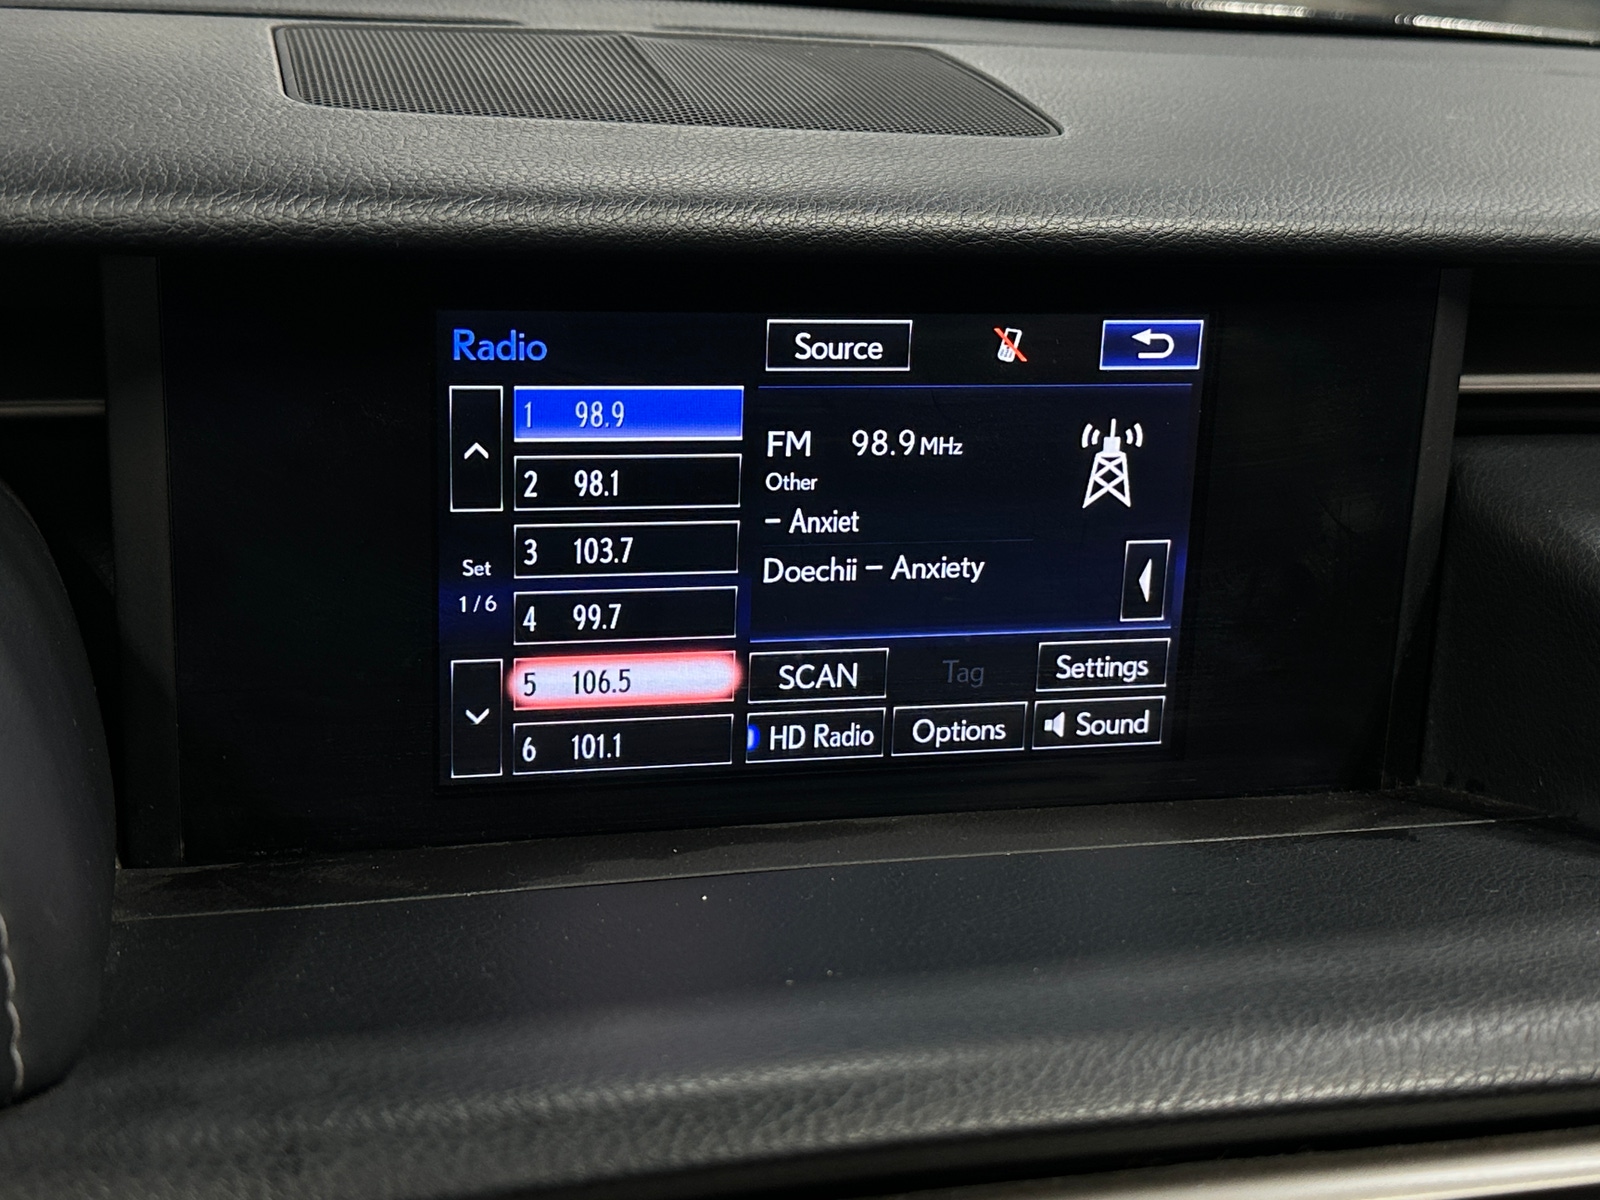 Radio
Source
1 98.9
2 98.1
3 103.7
4 99.7
5 106.5
6 101.1
Set
1/6
FM 98.9 MHz
Other
- Anxiet
Doechii - Anxiety
SCAN
Tag
Settings
HD Radio
Options
Sound